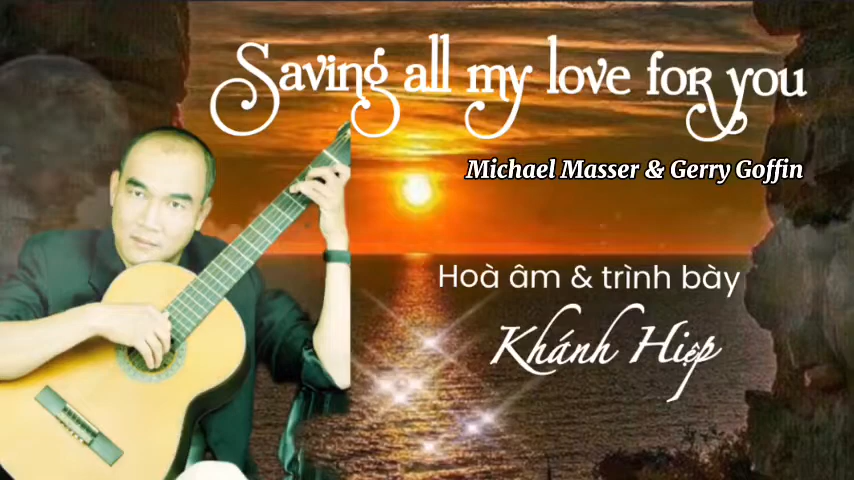 Saving all my love for you
Michael Masser & Gerry Goffin
Hoà âm & trình bày
Khánh Hiệp